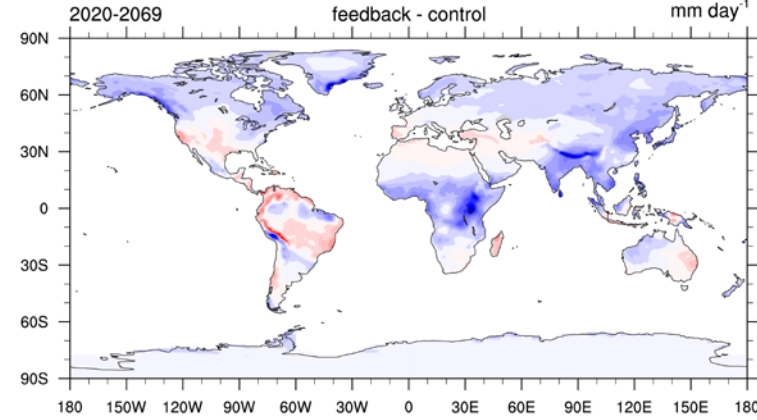 2020-2069 feedback - control mm day⁻¹
90N
60N
30N
0
30S
60S
90S
180 150W 120W 90W 60W 30W 0 30E 60E 90E 120E 150E 180